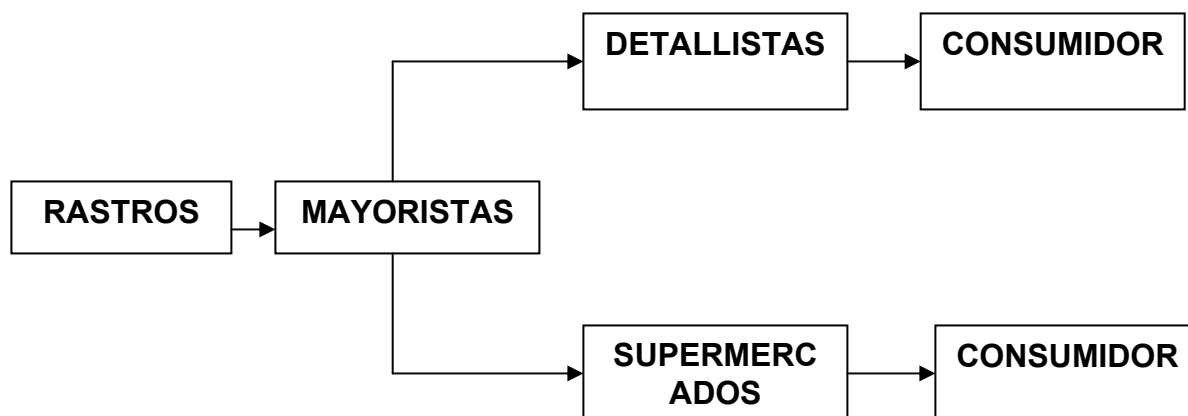 DETALLISTAS
CONSUMIDOR
RASTROS
MAYORISTAS
SUPERMERC
ADOS
CONSUMIDOR